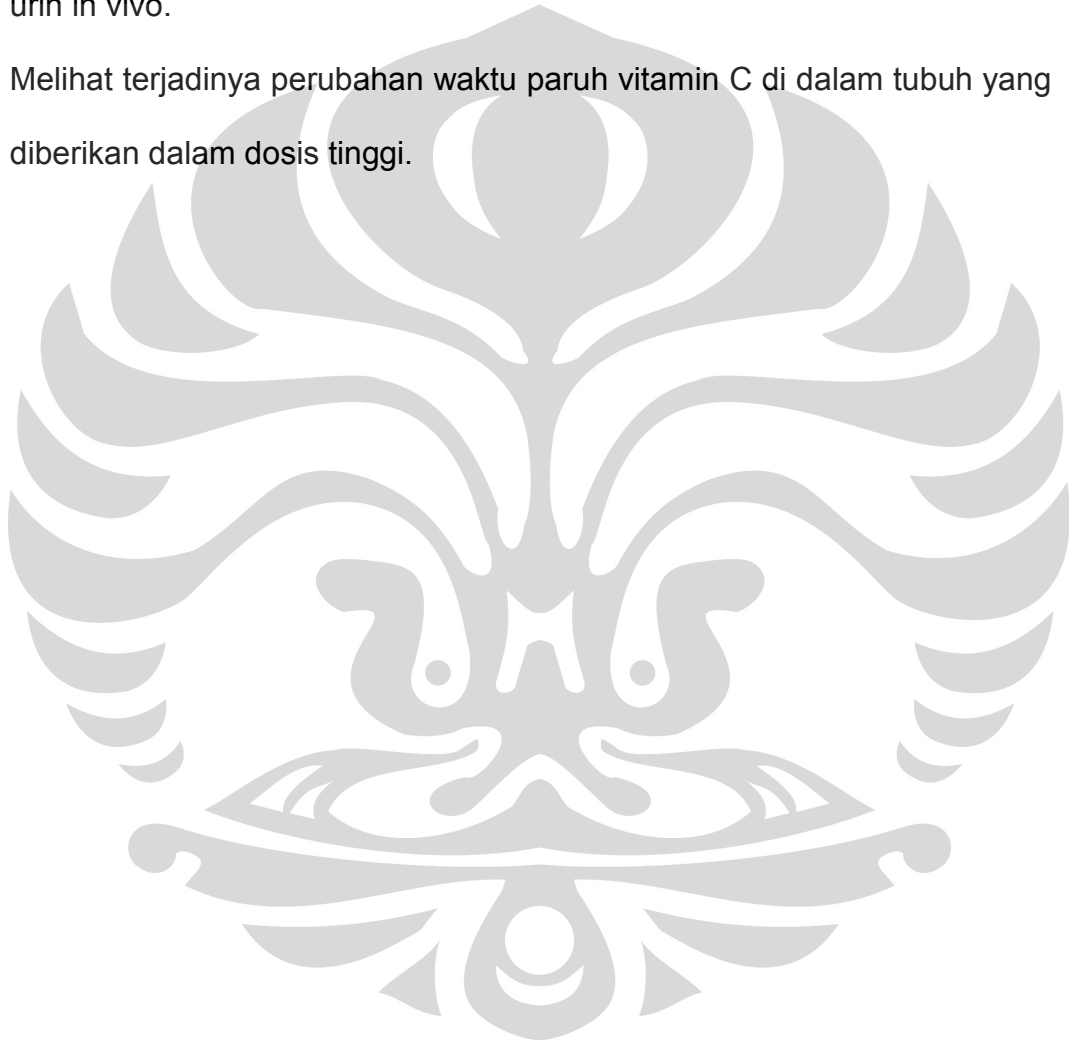 urin in vivo.
Melihat terjadinya perubahan waktu paruh vitamin C di dalam tubuh yang
diberikan dalam dosis tinggi.